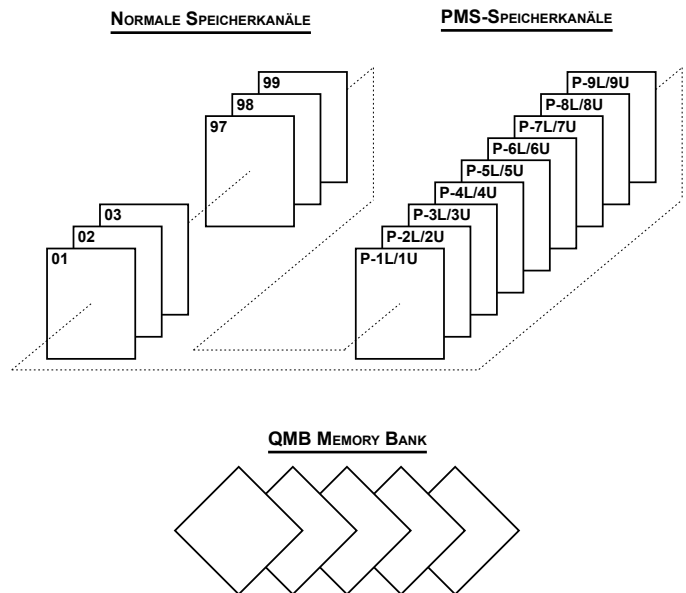 NORMALE SPEICHERKANÄLE
01
02
03
97
98
99
PMS-SPEICHERKANÄLE
P-1L/1U
P-2L/2U
P-3L/3U
P-4L/4U
P-5L/5U
P-6L/6U
P-7L/7U
P-8L/8U
P-9L/9U
QMB MEMORY BANK